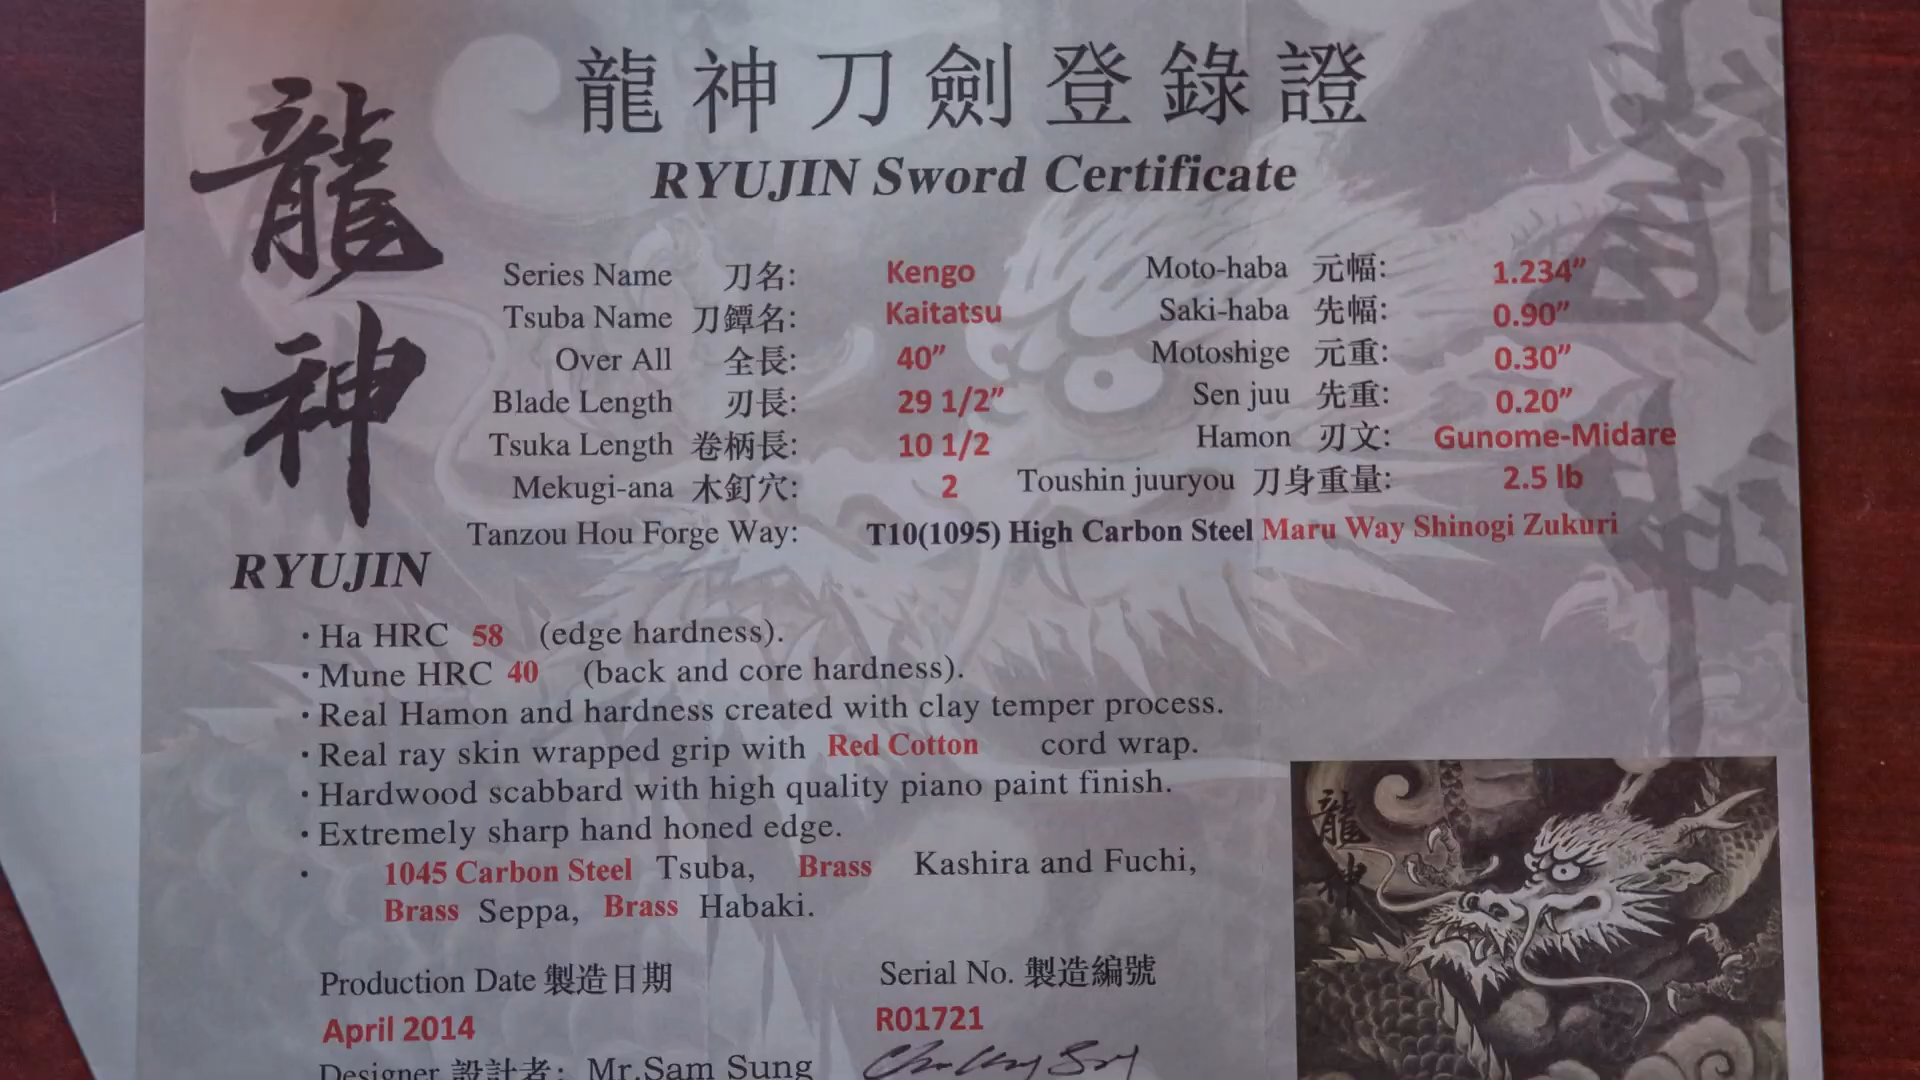 龍神刀劍登錄證
RYUJIN Sword Certificate
龍神
RYUJIN
Series Name 刀名: Kengo
Tsuba Name 刀鐔名: Kaitatsu
Over All 全長: 40”
Blade Length 刃長: 29 1/2”
Tsuka Length 卷柄長: 10 1/2
Mekugi-ana 木釘穴: 2
Moto-haba 元幅: 1.234”
Saki-haba 先幅: 0.90”
Motoshige 元重: 0.30”
Sen juu 先重: 0.20”
Hamon 刃文: Gunome-Midare
Toushin juuryou 刀身重量: 2.5 lb
Tanzou Hou Forge Way: T10(1095) High Carbon Steel Maru Way Shinogi Zukuri
・Ha HRC 58 (edge hardness).
・Mune HRC 40 (back and core hardness).
・Real Hamon and hardness created with clay temper process.
・Real ray skin wrapped grip with Red Cotton cord wrap.
・Hardwood scabbard with high quality piano paint finish.
・Extremely sharp hand honed edge.
・ 1045 Carbon Steel Tsuba, Brass Kashira and Fuchi,
Brass Seppa, Brass Habaki.
Production Date 製造日期
April 2014
Serial No. 製造編號
R01721
Designer 設計者: Mr.Sam Sung
龍神